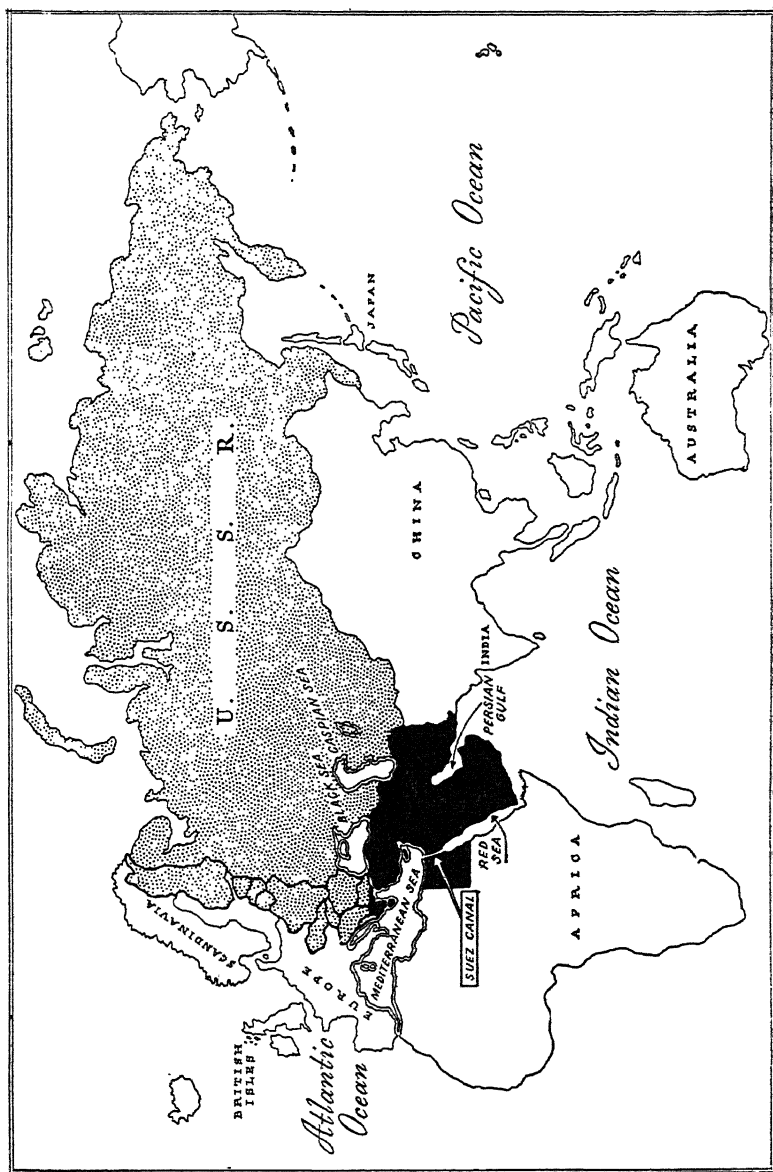 U. S. S. R.
SCANDINAVIA
BRITISH
ISLES
EUROPE
Atlantic
Ocean
BLACK SEA
CASPIAN SEA
MEDITERRANEAN SEA
SUEZ CANAL
RED
SEA
PERSIAN
GULF
INDIA
CHINA
JAPAN
Pacific Ocean
AFRICA
Indian Ocean
AUSTRALIA